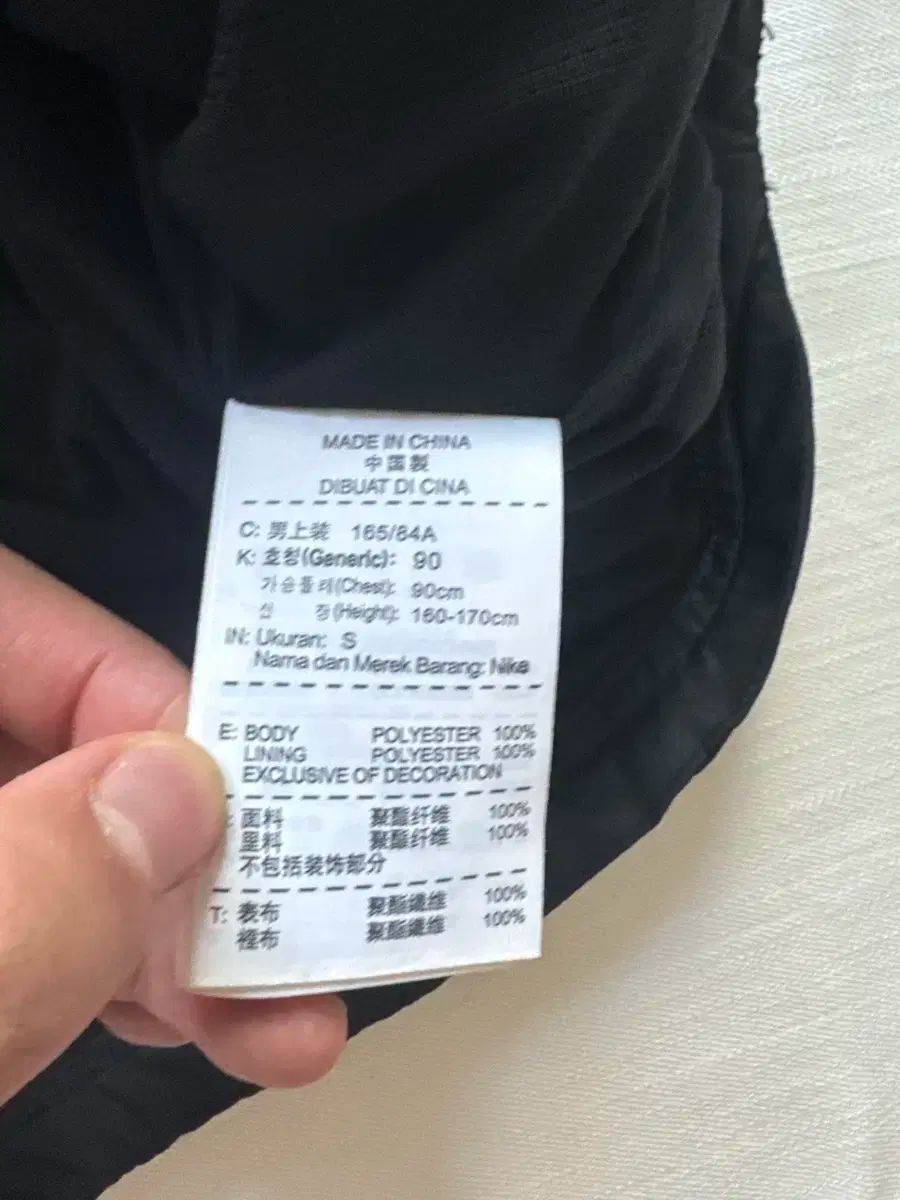 MADE IN CHINA
中国製
DIBUAT DI CINA
C: 男上装 165/84A
K: 호칭(Generic): 90
가슴둘레(Chest): 90cm
신 장(Height): 160-170cm
IN: Ukuran: S
Nama dan Merek Barang: Nike
E: BODY POLYESTER 100%
LINING POLYESTER 100%
EXCLUSIVE OF DECORATION
面料 聚酯纤维 100%
里料 聚酯纤维 100%
不包括装饰部分
T: 表布 聚酯纖維 100%
裡布 聚酯纖維 100%